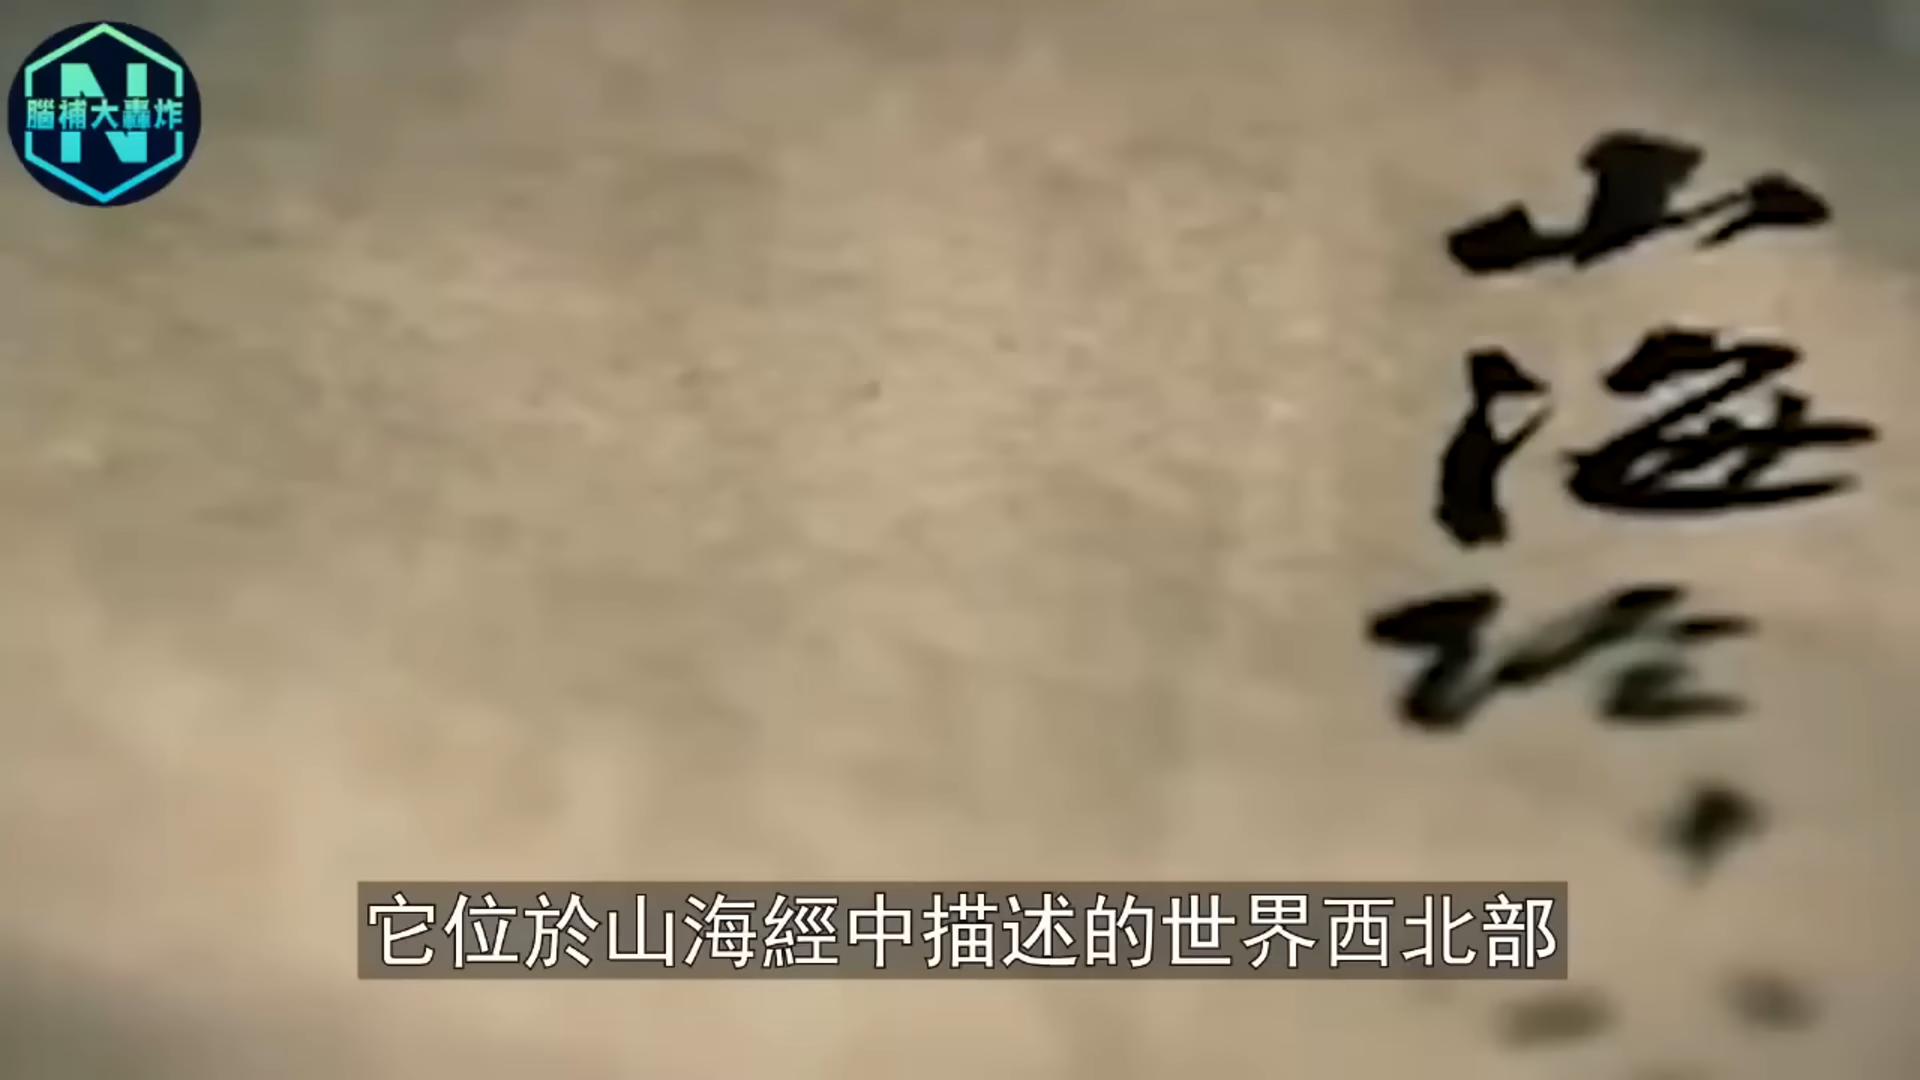 腦補大轟炸
N
山海经
它位於山海經中描述的世界西北部